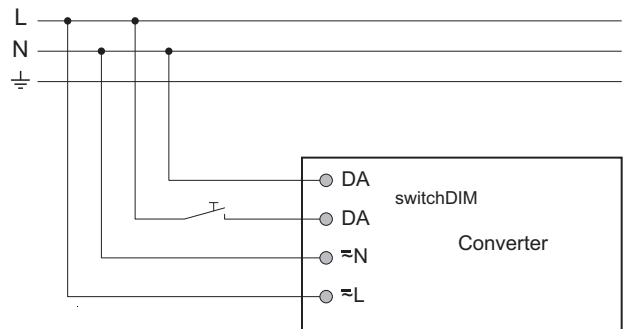 L
N
DA
switchDIM
DA
Converter
≂N
≂L